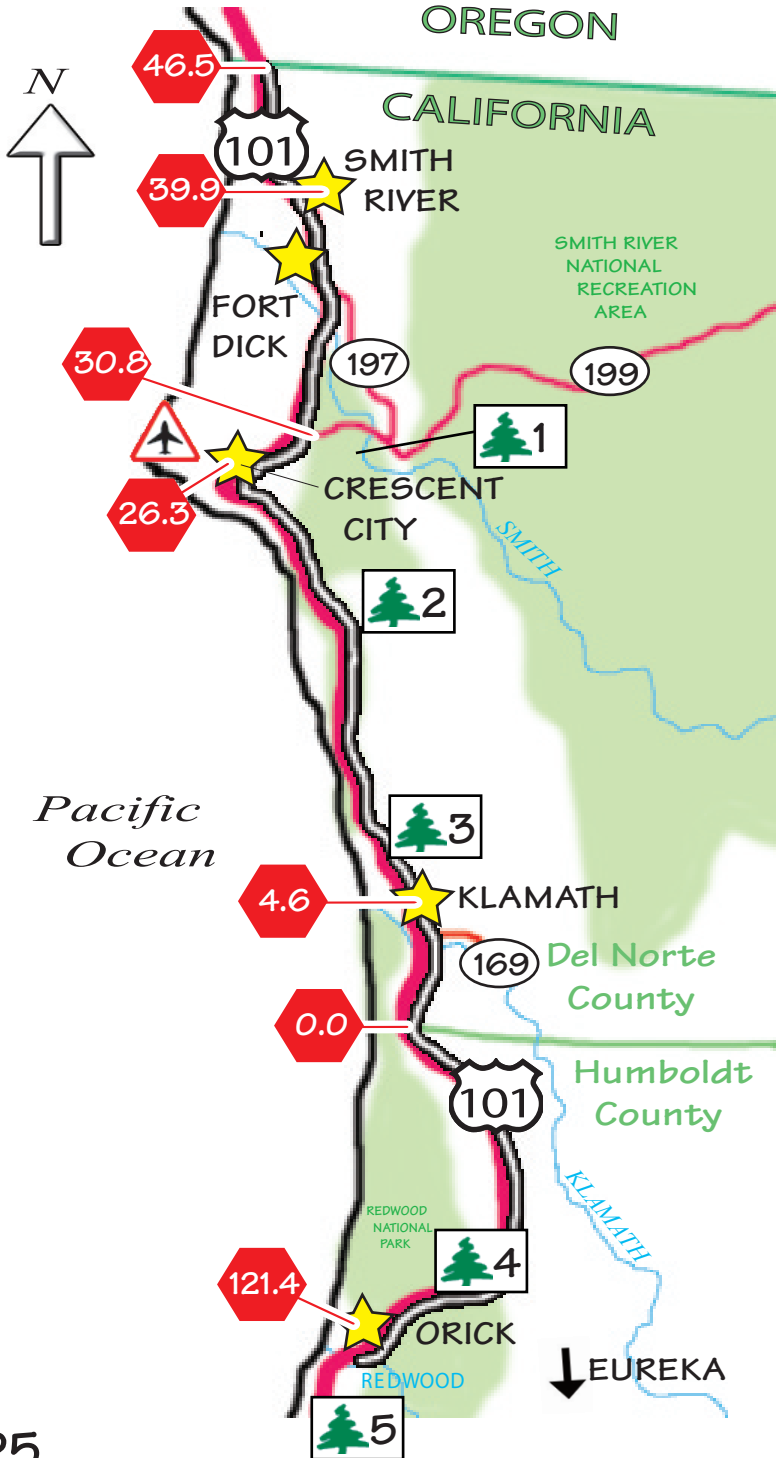 OREGON
46.5
N
CALIFORNIA
101
SMITH
RIVER
39.9
SMITH RIVER
NATIONAL
RECREATION
AREA
FORT
DICK
30.8
197
199
1
CRESCENT
CITY
26.3
SMITH
2
Pacific
Ocean
3
4.6
KLAMATH
169
Del Norte
County
0.0
Humboldt
County
101
KLAMATH
REDWOOD
NATIONAL
PARK
4
121.4
ORICK
EUREKA
REDWOOD
5